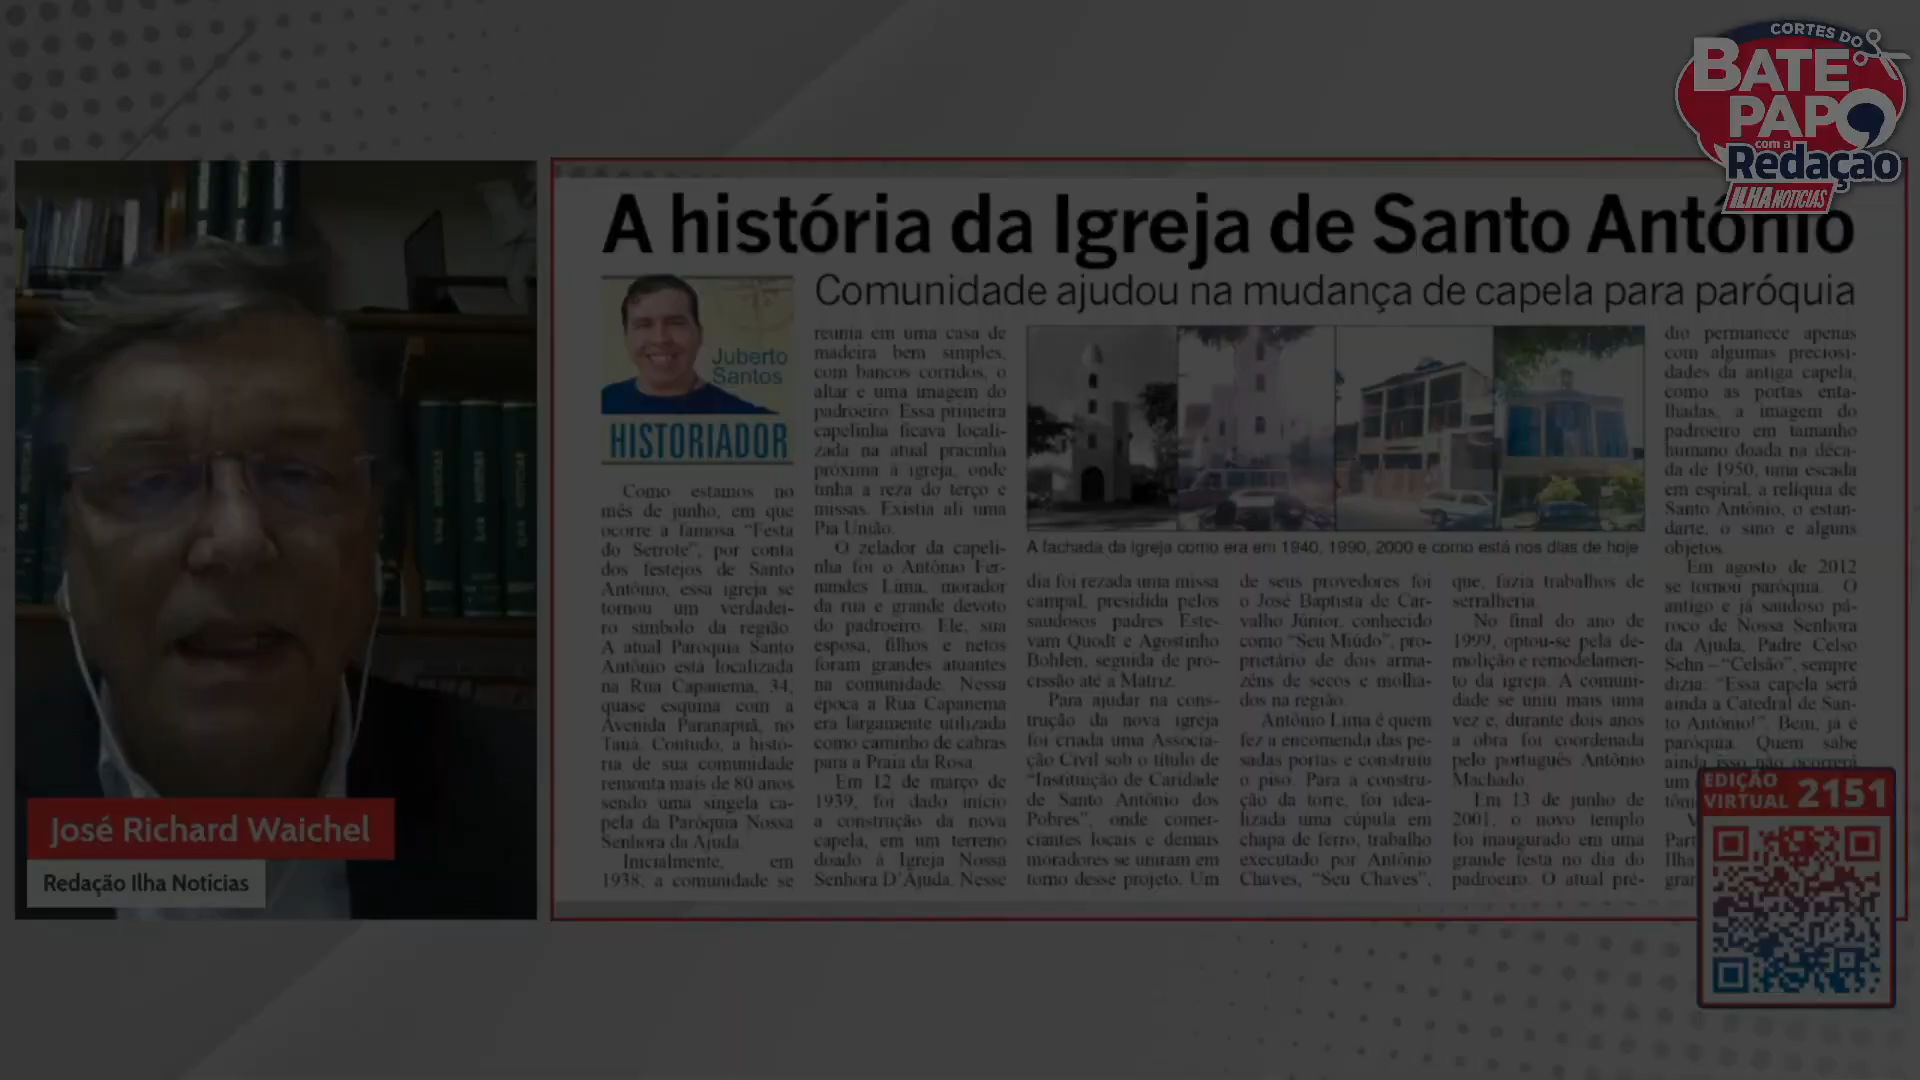 CORTES DO
BATE
PAPO
com a
Redação
ILHA NOTÍCIAS
A história da Igreja de Santo Antônio
Comunidade ajudou na mudança de capela para paróquia
Juberto
Santos
HISTORIADOR
Como estamos no
mês de junho, em que
ocorre a famosa “Festa
do Serrote”, por conta
dos festejos de Santo
Antônio, essa igreja se
tornou um verdadei-
ro símbolo da região.
A atual Paróquia Santo
Antônio está localizada
na Rua Capanema, 34,
quase esquina com a
Avenida Paranapuã, no
Tauá. Contudo, a histó-
ria de sua comunidade
remonta mais de 80 anos
sendo uma singela ca-
pela da Paróquia Nossa
Senhora da Ajuda.
Inicialmente, em
1938, a comunidade se
reunia em uma casa de
madeira bem simples,
com bancos corridos, o
altar e uma imagem do
padroeiro. Essa primeira
capelinha ficava locali-
zada na atual pracinha
próxima à igreja, onde
tinha a reza do terço e
missas. Existia ali uma
Pia União.
O zelador da capeli-
nha foi o Antônio Fer-
nandes Lima, morador
da rua e grande devoto
do padroeiro. Ele, sua
esposa, filhos e netos
foram grandes atuantes
na comunidade. Nessa
época a Rua Capanema
era largamente utilizada
como caminho de cabras
para a Praia da Rosa.
Em 12 de março de
1939, foi dado início
a construção da nova
capela, em um terreno
doado à Igreja Nossa
Senhora D’Ajuda. Nesse
A fachada da igreja como era em 1940, 1990, 2000 e como está nos dias de hoje
dia foi rezada uma missa
campal, presidida pelos
saudosos padres Este-
vam Quodt e Agostinho
Bohlen, seguida de pro-
cissão até a Matriz.
Para ajudar na cons-
trução da nova igreja
foi criada uma Associa-
ção Civil sob o título de
“Instituição de Caridade
de Santo Antônio dos
Pobres”, onde comer-
ciantes locais e demais
moradores se uniram em
torno desse projeto. Um
de seus provedores foi
o José Baptista de Car-
valho Júnior, conhecido
como “Seu Miúdo”, pro-
prietário de dois arma-
zéns de secos e molha-
dos na região.
Antônio Lima é quem
fez a encomenda das pe-
sadas portas e construiu
o piso. Para a constru-
ção da torre, foi idea-
lizada uma cúpula em
chapa de ferro, trabalho
executado por Antônio
Chaves, “Seu Chaves”,
que, fazia trabalhos de
serralheria.
No final do ano de
1999, optou-se pela de-
molição e remodelamen-
to da igreja. A comuni-
dade se uniu mais uma
vez e, durante dois anos
a obra foi coordenada
pelo português Antônio
Machado.
Em 13 de junho de
2001, o novo templo
foi inaugurado em uma
grande festa no dia do
padroeiro. O atual pré-
dio permanece apenas
com algumas preciosi-
dades da antiga capela,
como as portas enta-
lhadas, a imagem do
padroeiro em tamanho
humano doada na déca-
da de 1950, uma escada
em espiral, a relíquia de
Santo Antônio, o estan-
darte, o sino e alguns
objetos.
Em agosto de 2012
se tornou paróquia. O
antigo e já saudoso pá-
roco de Nossa Senhora
da Ajuda, Padre Celso
Sehn – “Celsão”, sempre
dizia: “Essa capela será
ainda a Catedral de San-
to Antônio!”. Bem, já é
paróquia. Quem sabe
ainda isso não ocorrerá
um
José Richard Waichel
Redação Ilha Notícias
EDIÇÃO
VIRTUAL 2151